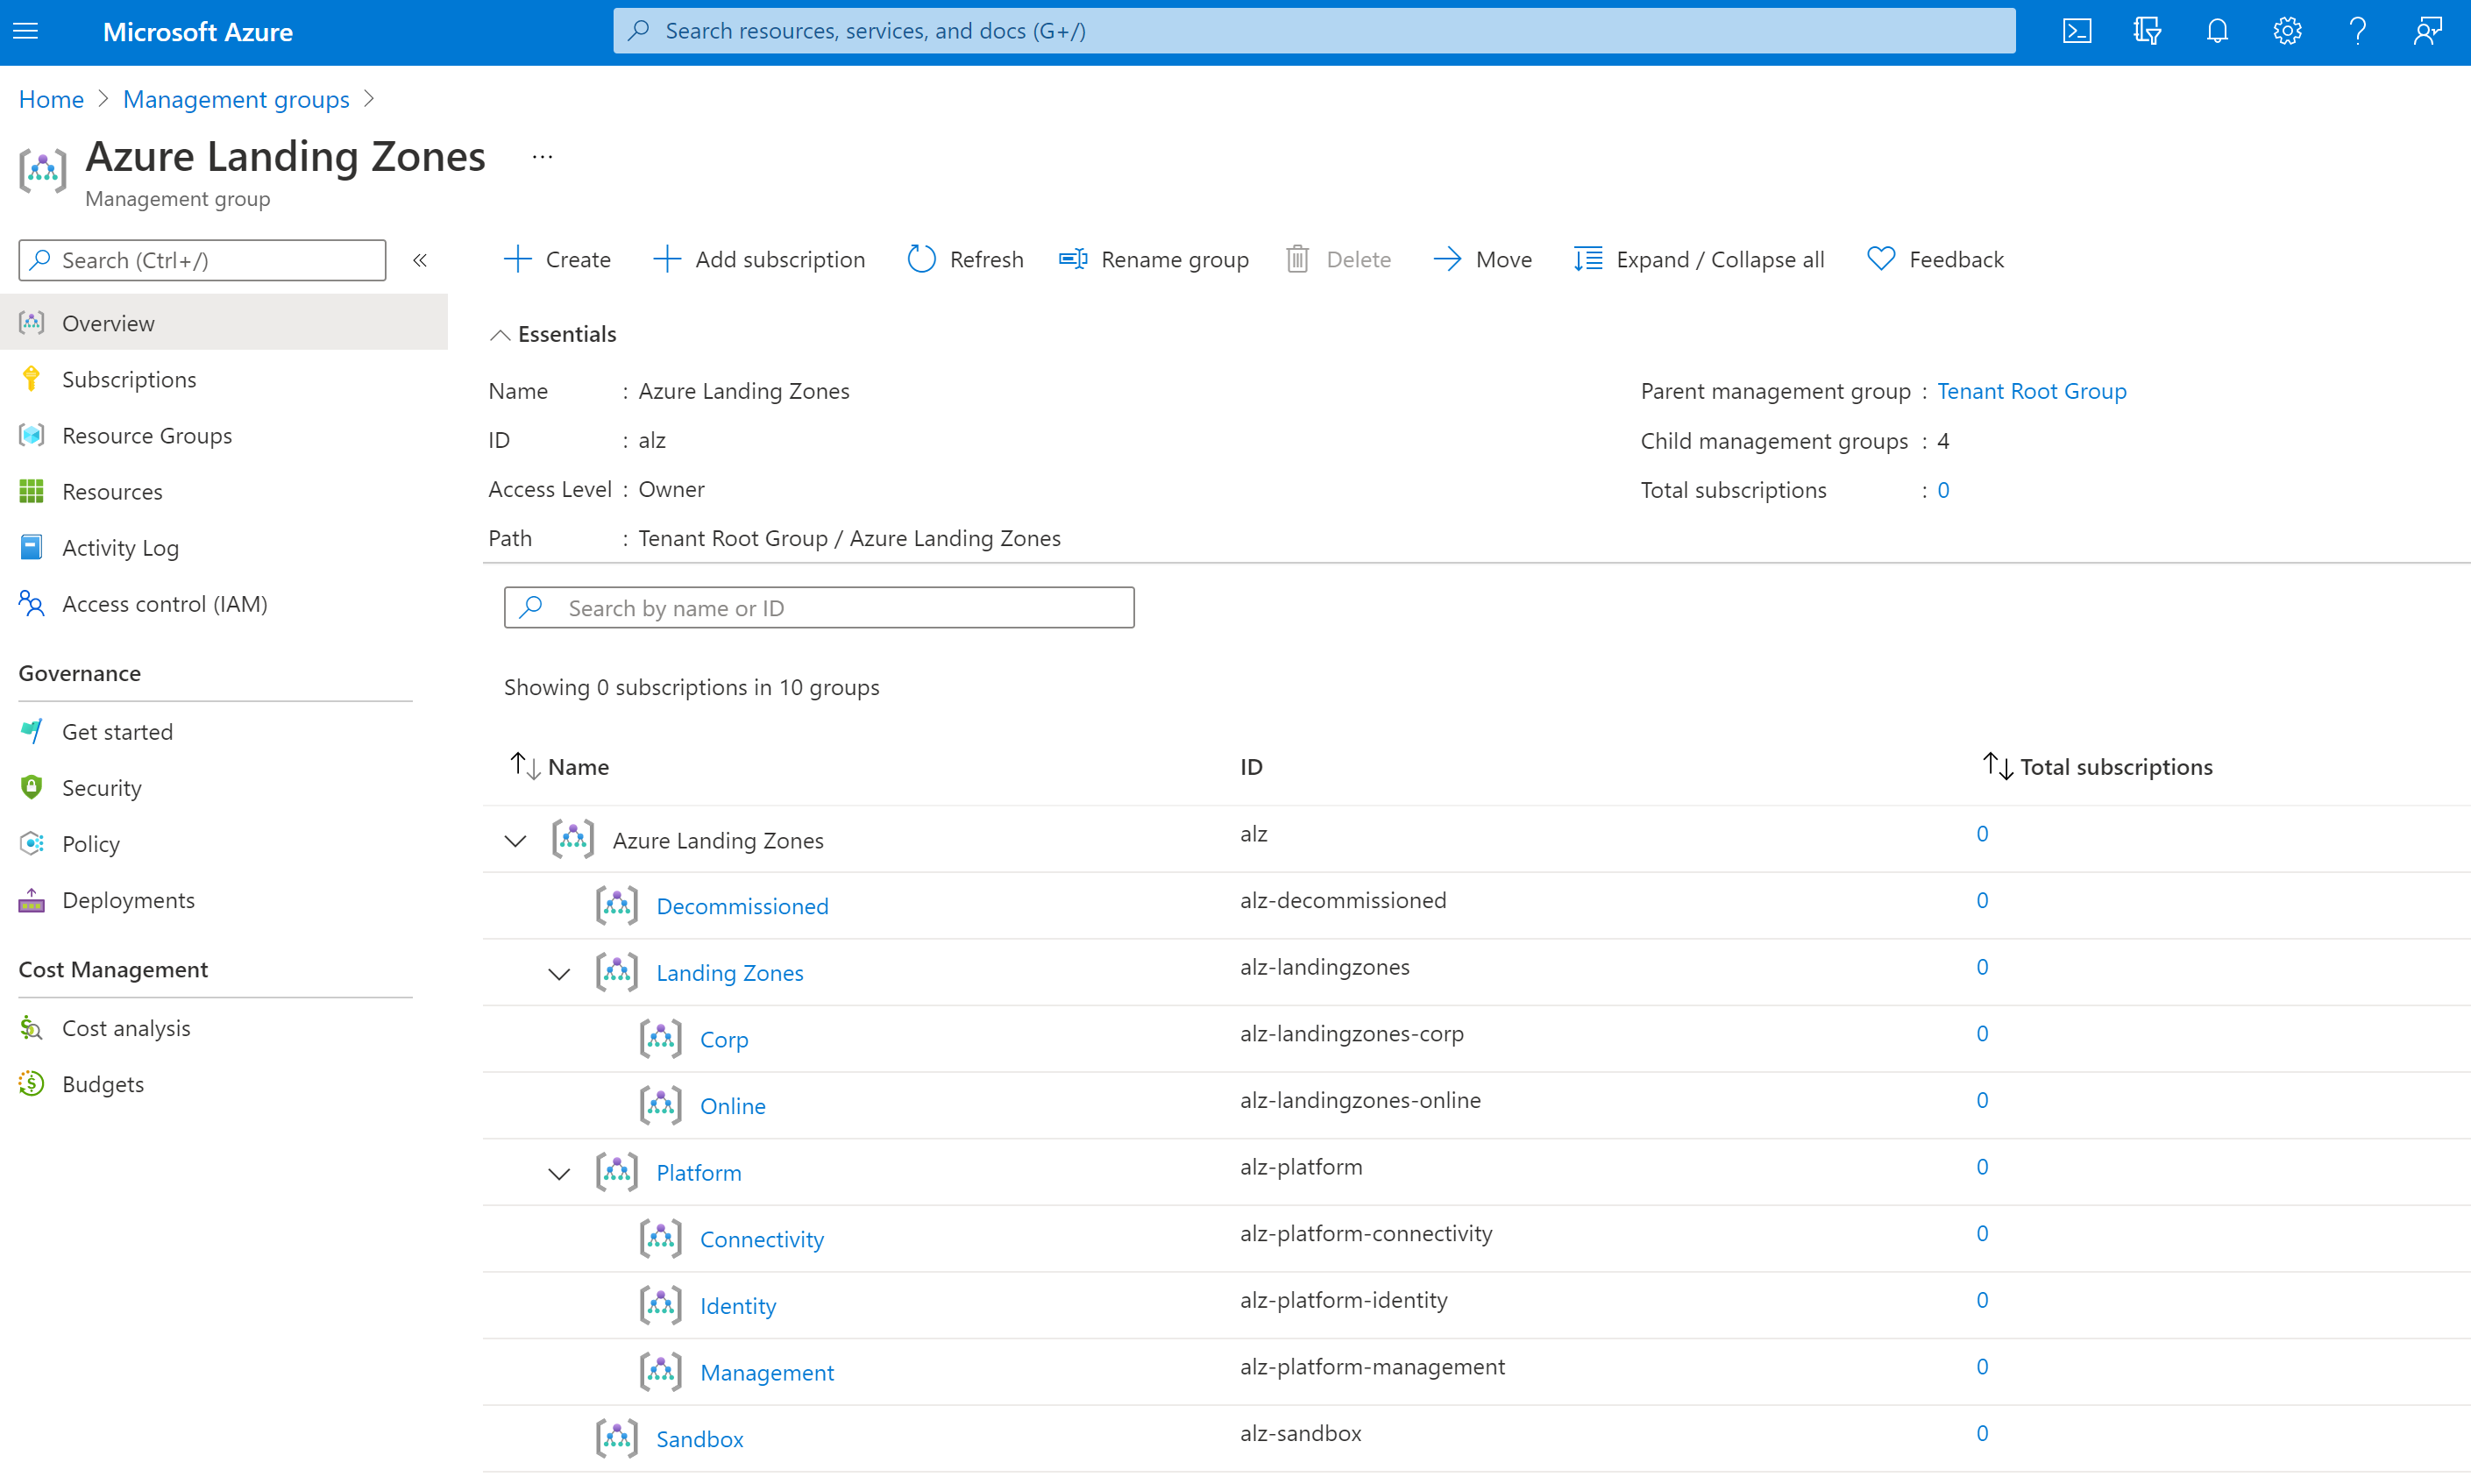 Microsoft Azure
Search resources, services, and docs (G+/)
Home > Management groups >
Azure Landing Zones ...
Management group
Search (Ctrl+/) «
Overview
Subscriptions
Resource Groups
Resources
Activity Log
Access control (IAM)
Governance
Get started
Security
Policy
Deployments
Cost Management
Cost analysis
Budgets
Create Add subscription Refresh Rename group Delete Move Expand / Collapse all Feedback
Essentials
Name : Azure Landing Zones
ID : alz
Access Level : Owner
Path : Tenant Root Group / Azure Landing Zones
Parent management group : Tenant Root Group
Child management groups : 4
Total subscriptions : 0
Search by name or ID
Showing 0 subscriptions in 10 groups
Name ID Total subscriptions
Azure Landing Zones alz 0
Decommissioned alz-decommissioned 0
Landing Zones alz-landingzones 0
Corp alz-landingzones-corp 0
Online alz-landingzones-online 0
Platform alz-platform 0
Connectivity alz-platform-connectivity 0
Identity alz-platform-identity 0
Management alz-platform-management 0
Sandbox alz-sandbox 0